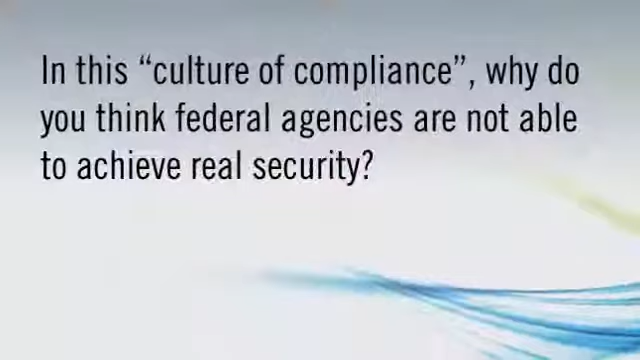 In this “culture of compliance”, why do
you think federal agencies are not able
to achieve real security?